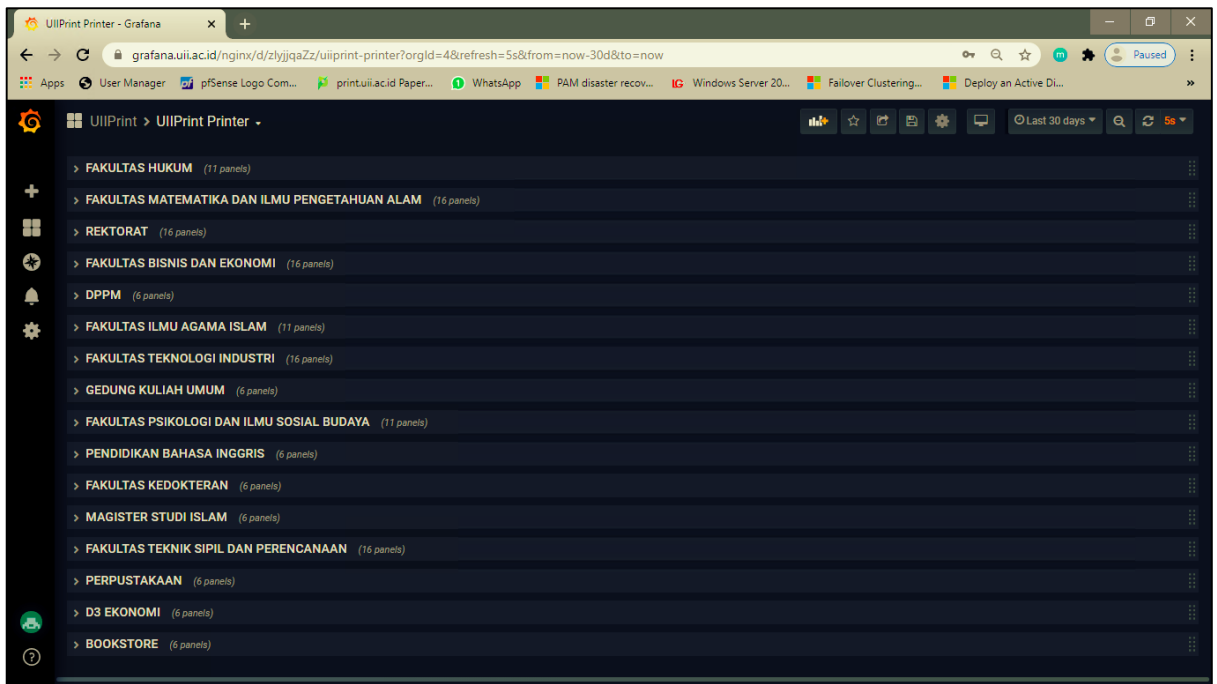 UIIPrint Printer - Grafana
grafana.uii.ac.id/nginx/d/zlyjjqaZz/uiiprint-printer?orgId=4&refresh=5s&from=now-30d&to=now
m
Paused
Apps User Manager pfSense Logo Com... print.uii.ac.id Paper... WhatsApp PAM disaster recov... IG Windows Server 20... Failover Clustering... Deploy an Active Di... »
UIIPrint > UIIPrint Printer Last 30 days 5s
> FAKULTAS HUKUM (11 panels)
> FAKULTAS MATEMATIKA DAN ILMU PENGETAHUAN ALAM (16 panels)
> REKTORAT (16 panels)
> FAKULTAS BISNIS DAN EKONOMI (16 panels)
> DPPM (6 panels)
> FAKULTAS ILMU AGAMA ISLAM (11 panels)
> FAKULTAS TEKNOLOGI INDUSTRI (16 panels)
> GEDUNG KULIAH UMUM (6 panels)
> FAKULTAS PSIKOLOGI DAN ILMU SOSIAL BUDAYA (11 panels)
> PENDIDIKAN BAHASA INGGRIS (6 panels)
> FAKULTAS KEDOKTERAN (6 panels)
> MAGISTER STUDI ISLAM (6 panels)
> FAKULTAS TEKNIK SIPIL DAN PERENCANAAN (16 panels)
> PERPUSTAKAAN (6 panels)
> D3 EKONOMI (6 panels)
> BOOKSTORE (6 panels)